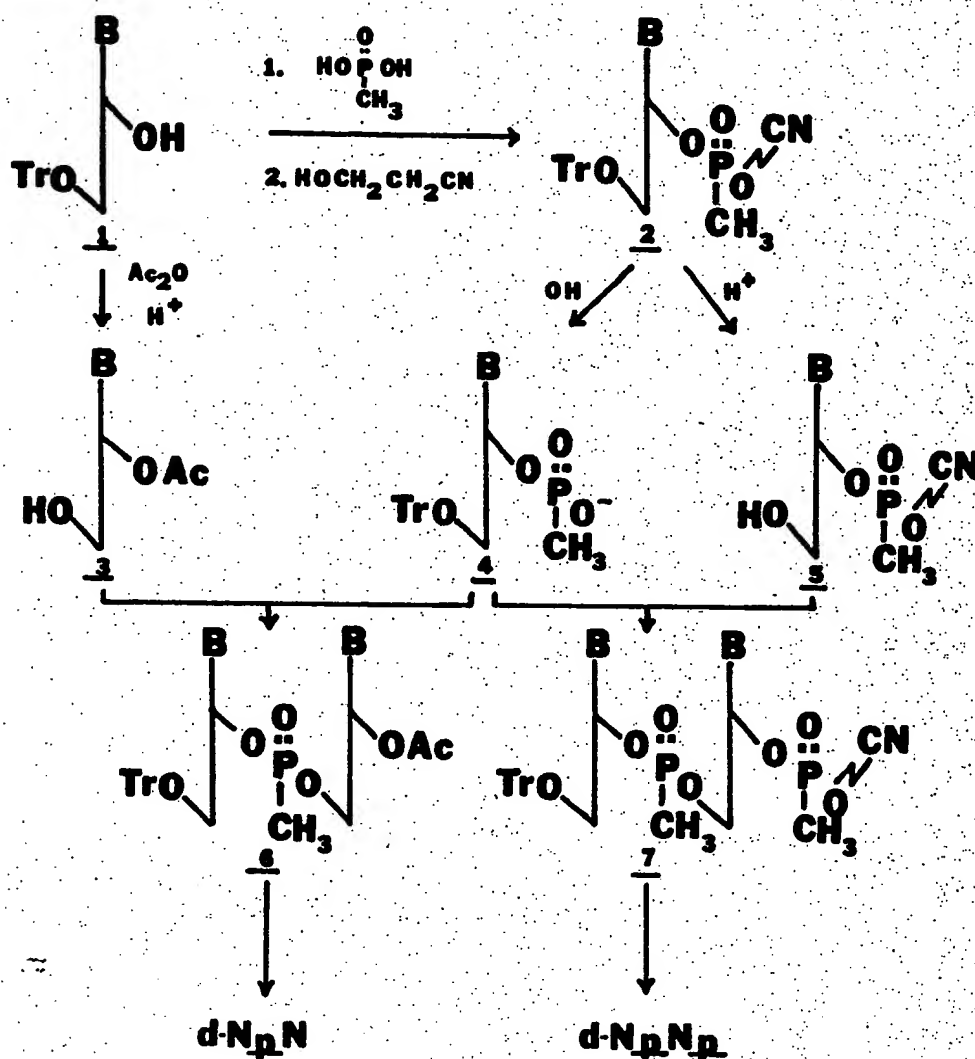 B
OH
TrO
1
1. HO P OH
O
CH3
2. HOCH2CH2CN
B
O
O
P
CN
O
CH3
TrO
2
Ac2O
H+
OH
H+
B
OAc
HO
3
B
O
O
P
O-
CH3
TrO
4
B
O
O
P
CN
O
CH3
HO
5
B
B
O
O
P
O
OAc
TrO
CH3
6
B
B
O
O
P
O
TrO
CH3
O
O
P
CN
O
CH3
7
d-NpN
d-NpNp